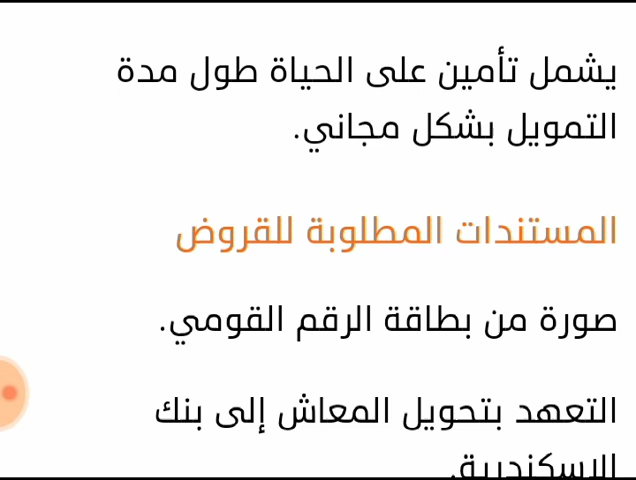 يشمل تأمين على الحياة طول مدة
التمويل بشكل مجاني.
المستندات المطلوبة للقروض
صورة من بطاقة الرقم القومي.
التعهد بتحويل المعاش إلى بنك
الإسكندرية.